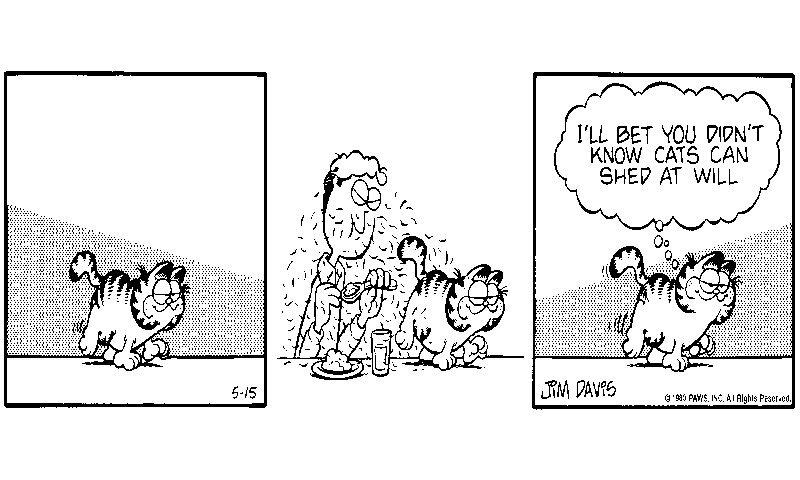 5-15
I'LL BET YOU DIDN'T
KNOW CATS CAN
SHED AT WILL
JIM DAVIS
© 1980 PAWS, INC. All Rights Reserved.